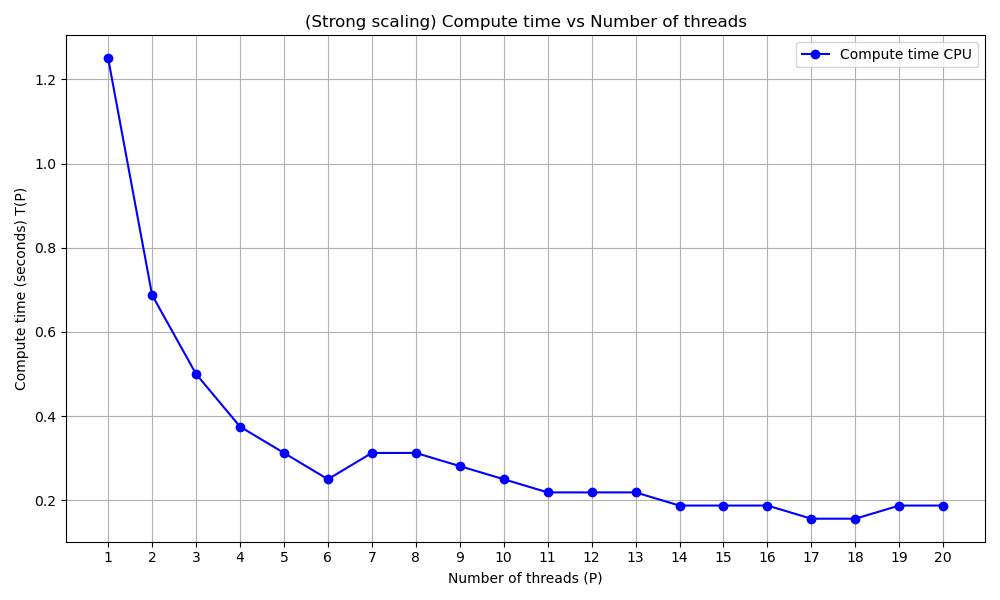 (Strong scaling) Compute time vs Number of threads
Compute time CPU
Compute time (seconds) T(P)
1.2
1.0
0.8
0.6
0.4
0.2
1 2 3 4 5 6 7 8 9 10 11 12 13 14 15 16 17 18 19 20
Number of threads (P)